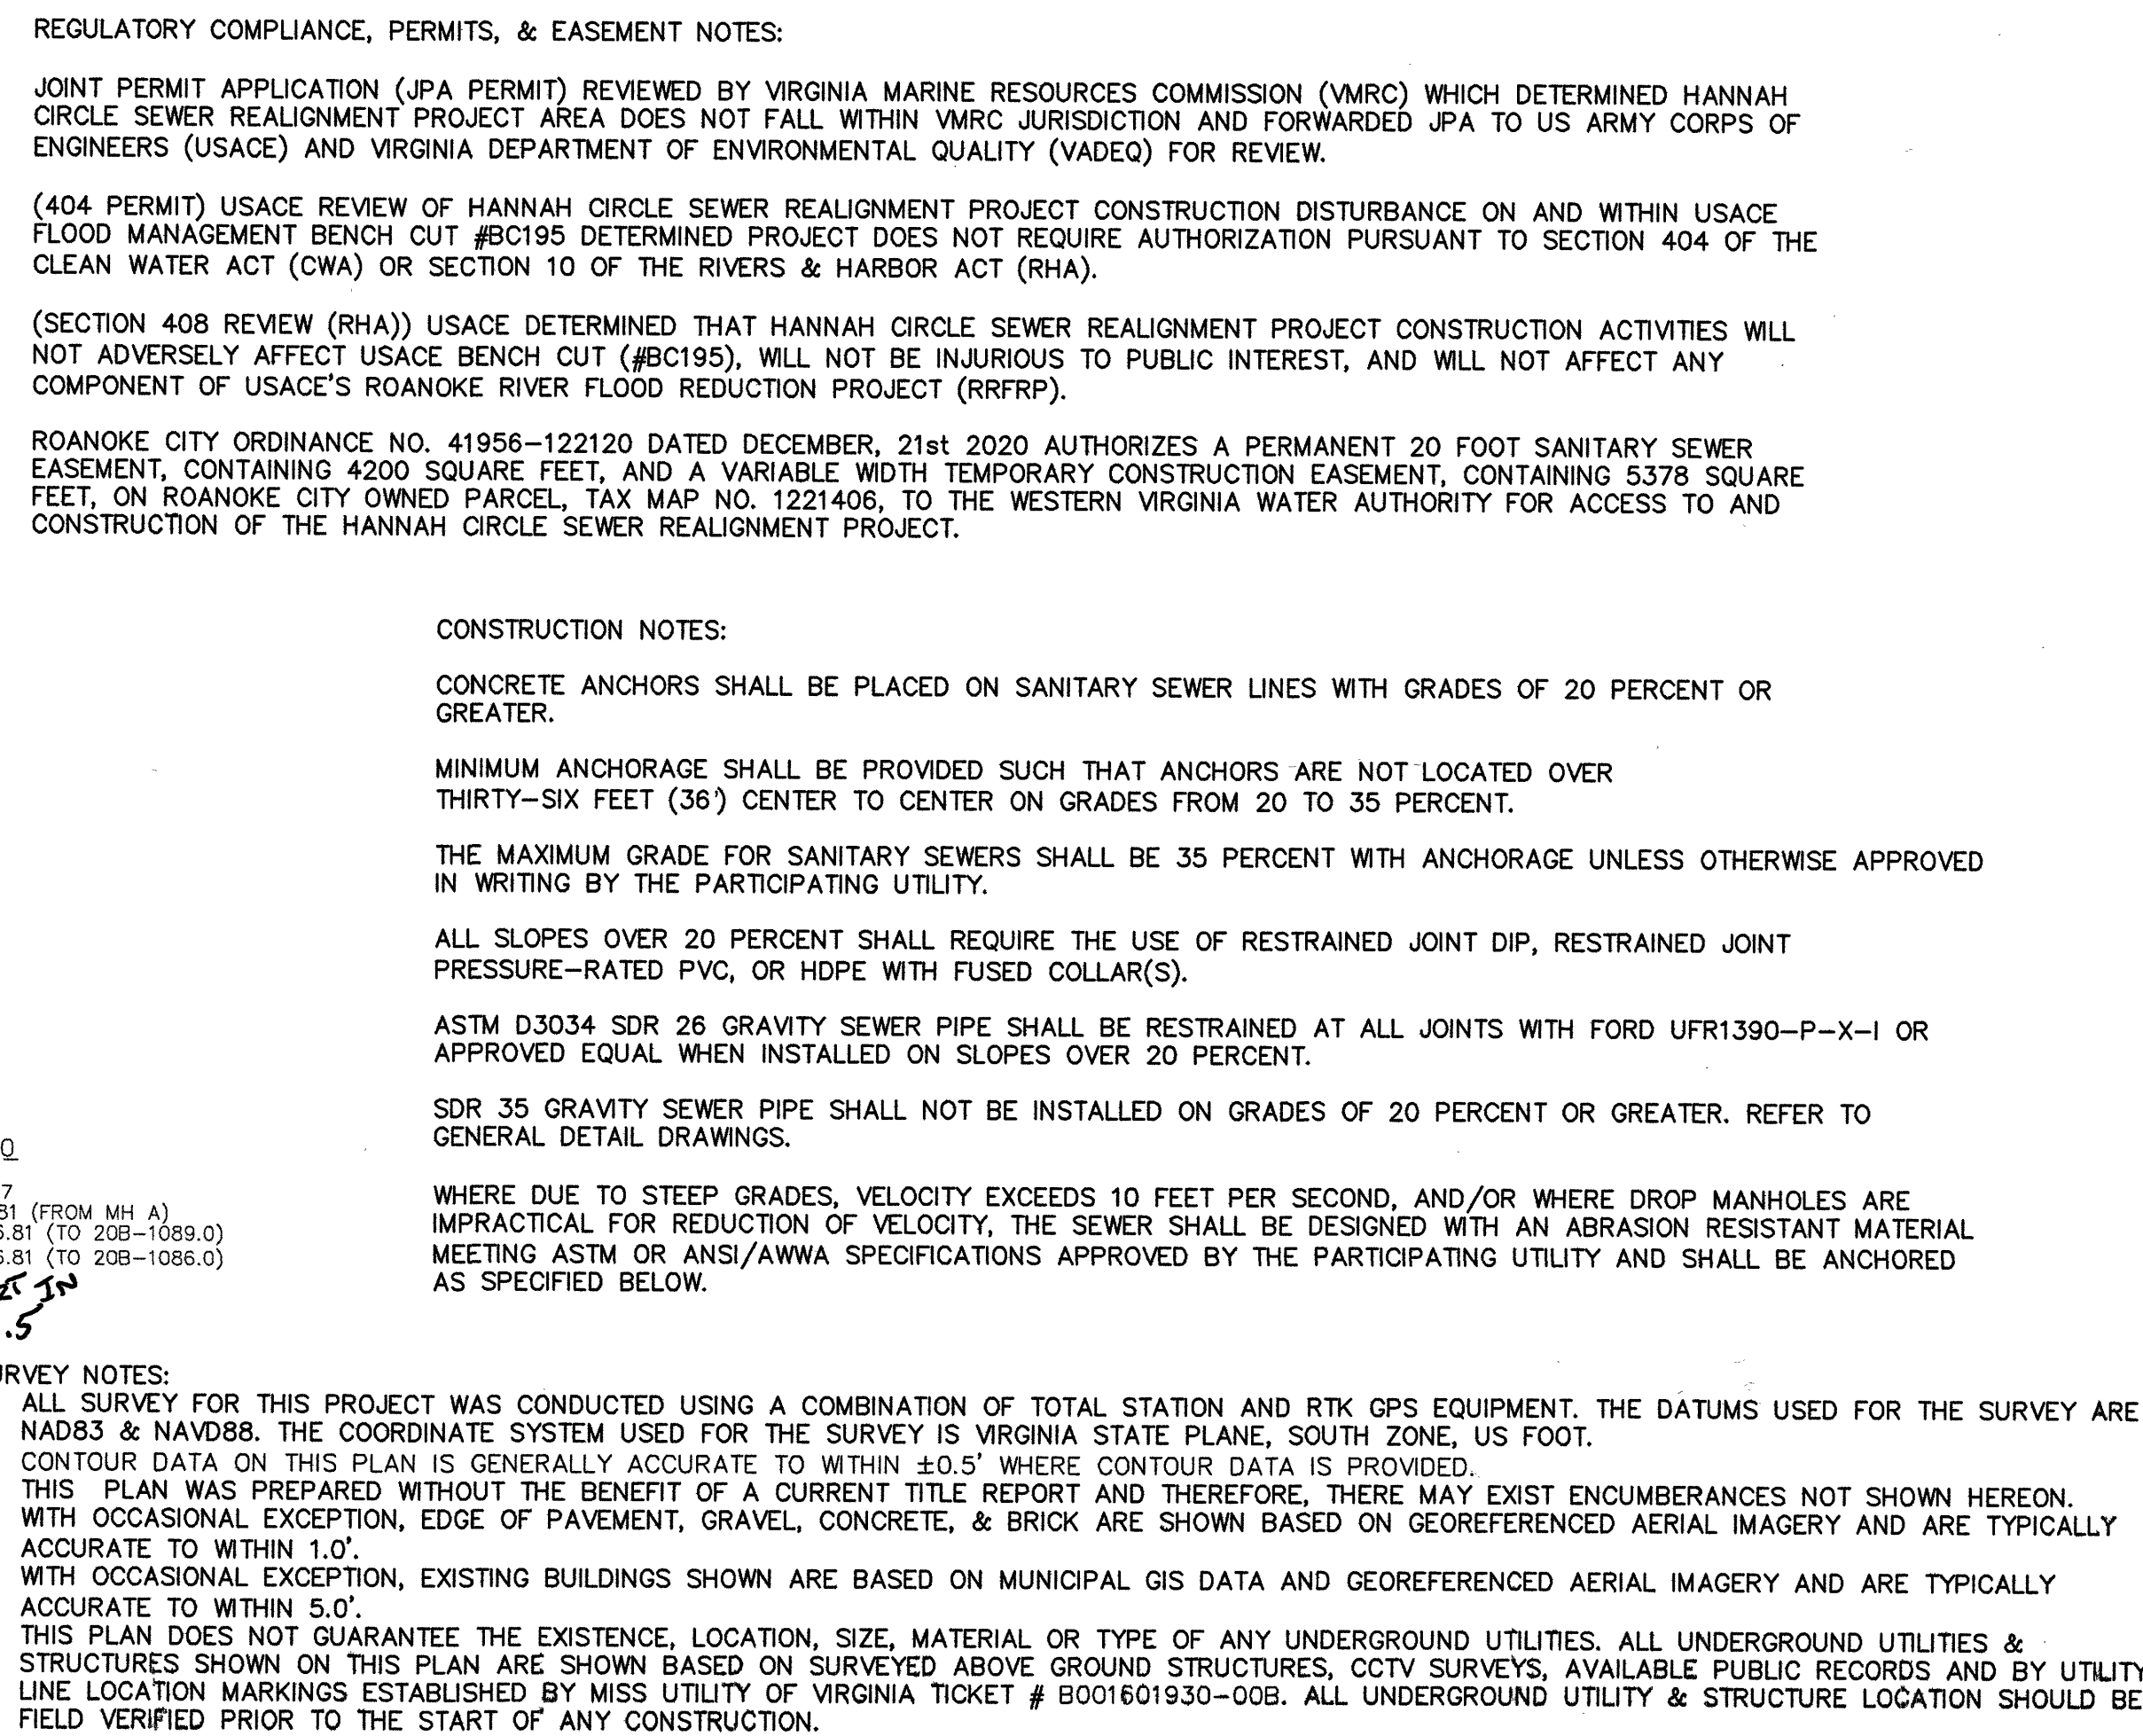 REGULATORY COMPLIANCE, PERMITS, & EASEMENT NOTES:
JOINT PERMIT APPLICATION (JPA PERMIT) REVIEWED BY VIRGINIA MARINE RESOURCES COMMISSION (VMRC) WHICH DETERMINED HANNAH
CIRCLE SEWER REALIGNMENT PROJECT AREA DOES NOT FALL WITHIN VMRC JURISDICTION AND FORWARDED JPA TO US ARMY CORPS OF
ENGINEERS (USACE) AND VIRGINIA DEPARTMENT OF ENVIRONMENTAL QUALITY (VADEQ) FOR REVIEW.
(404 PERMIT) USACE REVIEW OF HANNAH CIRCLE SEWER REALIGNMENT PROJECT CONSTRUCTION DISTURBANCE ON AND WITHIN USACE
FLOOD MANAGEMENT BENCH CUT #BC195 DETERMINED PROJECT DOES NOT REQUIRE AUTHORIZATION PURSUANT TO SECTION 404 OF THE
CLEAN WATER ACT (CWA) OR SECTION 10 OF THE RIVERS & HARBOR ACT (RHA).
(SECTION 408 REVIEW (RHA)) USACE DETERMINED THAT HANNAH CIRCLE SEWER REALIGNMENT PROJECT CONSTRUCTION ACTIVITIES WILL
NOT ADVERSELY AFFECT USACE BENCH CUT (#BC195), WILL NOT BE INJURIOUS TO PUBLIC INTEREST, AND WILL NOT AFFECT ANY
COMPONENT OF USACE'S ROANOKE RIVER FLOOD REDUCTION PROJECT (RRFRP).
ROANOKE CITY ORDINANCE NO. 41956-122120 DATED DECEMBER, 21st 2020 AUTHORIZES A PERMANENT 20 FOOT SANITARY SEWER
EASEMENT, CONTAINING 4200 SQUARE FEET, AND A VARIABLE WIDTH TEMPORARY CONSTRUCTION EASEMENT, CONTAINING 5378 SQUARE
FEET, ON ROANOKE CITY OWNED PARCEL, TAX MAP NO. 1221406, TO THE WESTERN VIRGINIA WATER AUTHORITY FOR ACCESS TO AND
CONSTRUCTION OF THE HANNAH CIRCLE SEWER REALIGNMENT PROJECT.
CONSTRUCTION NOTES:
CONCRETE ANCHORS SHALL BE PLACED ON SANITARY SEWER LINES WITH GRADES OF 20 PERCENT OR
GREATER.
MINIMUM ANCHORAGE SHALL BE PROVIDED SUCH THAT ANCHORS ARE NOT LOCATED OVER
THIRTY-SIX FEET (36') CENTER TO CENTER ON GRADES FROM 20 TO 35 PERCENT.
THE MAXIMUM GRADE FOR SANITARY SEWERS SHALL BE 35 PERCENT WITH ANCHORAGE UNLESS OTHERWISE APPROVED
IN WRITING BY THE PARTICIPATING UTILITY.
ALL SLOPES OVER 20 PERCENT SHALL REQUIRE THE USE OF RESTRAINED JOINT DIP, RESTRAINED JOINT
PRESSURE-RATED PVC, OR HDPE WITH FUSED COLLAR(S).
ASTM D3034 SDR 26 GRAVITY SEWER PIPE SHALL BE RESTRAINED AT ALL JOINTS WITH FORD UFR1390-P-X-I OR
APPROVED EQUAL WHEN INSTALLED ON SLOPES OVER 20 PERCENT.
SDR 35 GRAVITY SEWER PIPE SHALL NOT BE INSTALLED ON GRADES OF 20 PERCENT OR GREATER. REFER TO
GENERAL DETAIL DRAWINGS.
WHERE DUE TO STEEP GRADES, VELOCITY EXCEEDS 10 FEET PER SECOND, AND/OR WHERE DROP MANHOLES ARE
IMPRACTICAL FOR REDUCTION OF VELOCITY, THE SEWER SHALL BE DESIGNED WITH AN ABRASION RESISTANT MATERIAL
MEETING ASTM OR ANSI/AWWA SPECIFICATIONS APPROVED BY THE PARTICIPATING UTILITY AND SHALL BE ANCHORED
AS SPECIFIED BELOW.
0
7
81 (FROM MH A)
6.81 (TO 20B-1089.0)
6.81 (TO 20B-1086.0)
IN
.5
URVEY NOTES:
ALL SURVEY FOR THIS PROJECT WAS CONDUCTED USING A COMBINATION OF TOTAL STATION AND RTK GPS EQUIPMENT. THE DATUMS USED FOR THE SURVEY ARE
NAD83 & NAVD88. THE COORDINATE SYSTEM USED FOR THE SURVEY IS VIRGINIA STATE PLANE, SOUTH ZONE, US FOOT.
CONTOUR DATA ON THIS PLAN IS GENERALLY ACCURATE TO WITHIN ±0.5' WHERE CONTOUR DATA IS PROVIDED.
THIS PLAN WAS PREPARED WITHOUT THE BENEFIT OF A CURRENT TITLE REPORT AND THEREFORE, THERE MAY EXIST ENCUMBERANCES NOT SHOWN HEREON.
WITH OCCASIONAL EXCEPTION, EDGE OF PAVEMENT, GRAVEL, CONCRETE, & BRICK ARE SHOWN BASED ON GEOREFERENCED AERIAL IMAGERY AND ARE TYPICALLY
ACCURATE TO WITHIN 1.0'.
WITH OCCASIONAL EXCEPTION, EXISTING BUILDINGS SHOWN ARE BASED ON MUNICIPAL GIS DATA AND GEOREFERENCED AERIAL IMAGERY AND ARE TYPICALLY
ACCURATE TO WITHIN 5.0'.
THIS PLAN DOES NOT GUARANTEE THE EXISTENCE, LOCATION, SIZE, MATERIAL OR TYPE OF ANY UNDERGROUND UTILITIES. ALL UNDERGROUND UTILITIES &
STRUCTURES SHOWN ON THIS PLAN ARE SHOWN BASED ON SURVEYED ABOVE GROUND STRUCTURES, CCTV SURVEYS, AVAILABLE PUBLIC RECORDS AND BY UTILITY
LINE LOCATION MARKINGS ESTABLISHED BY MISS UTILITY OF VIRGINIA TICKET # B001601930-00B. ALL UNDERGROUND UTILITY & STRUCTURE LOCATION SHOULD BE
FIELD VERIFIED PRIOR TO THE START OF ANY CONSTRUCTION.